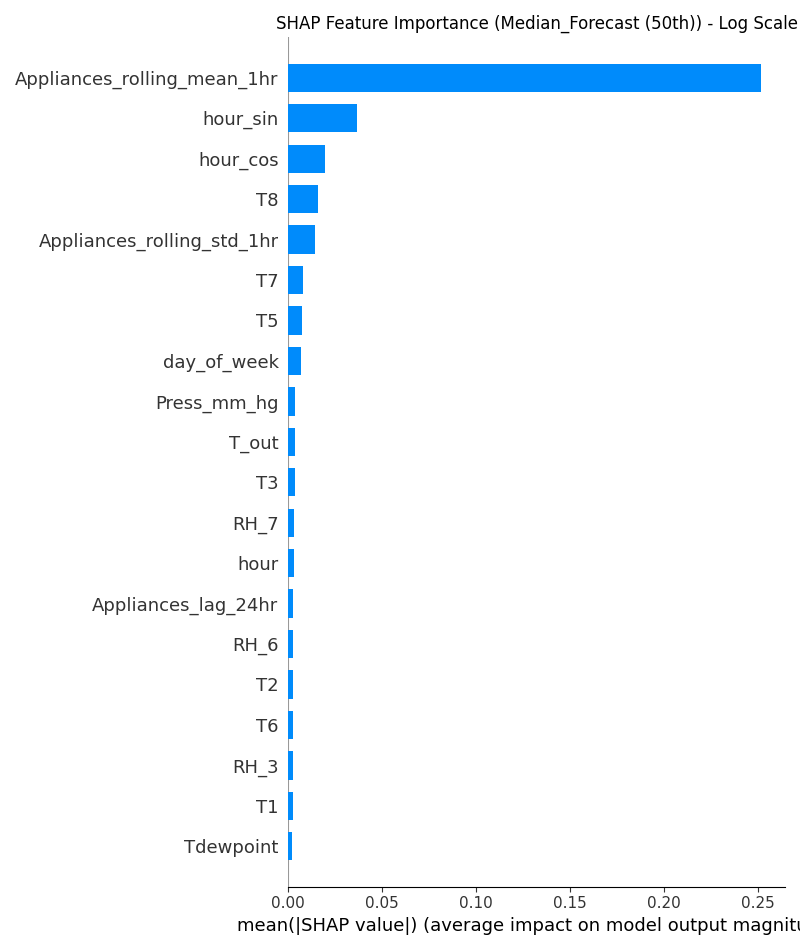 SHAP Feature Importance (Median_Forecast (50th)) - Log Scale
Appliances_rolling_mean_1hr
hour_sin
hour_cos
T8
Appliances_rolling_std_1hr
T7
T5
day_of_week
Press_mm_hg
T_out
T3
RH_7
hour
Appliances_lag_24hr
RH_6
T2
T6
RH_3
T1
Tdewpoint
0.00 0.05 0.10 0.15 0.20 0.25
mean(|SHAP value|) (average impact on model output magnitu